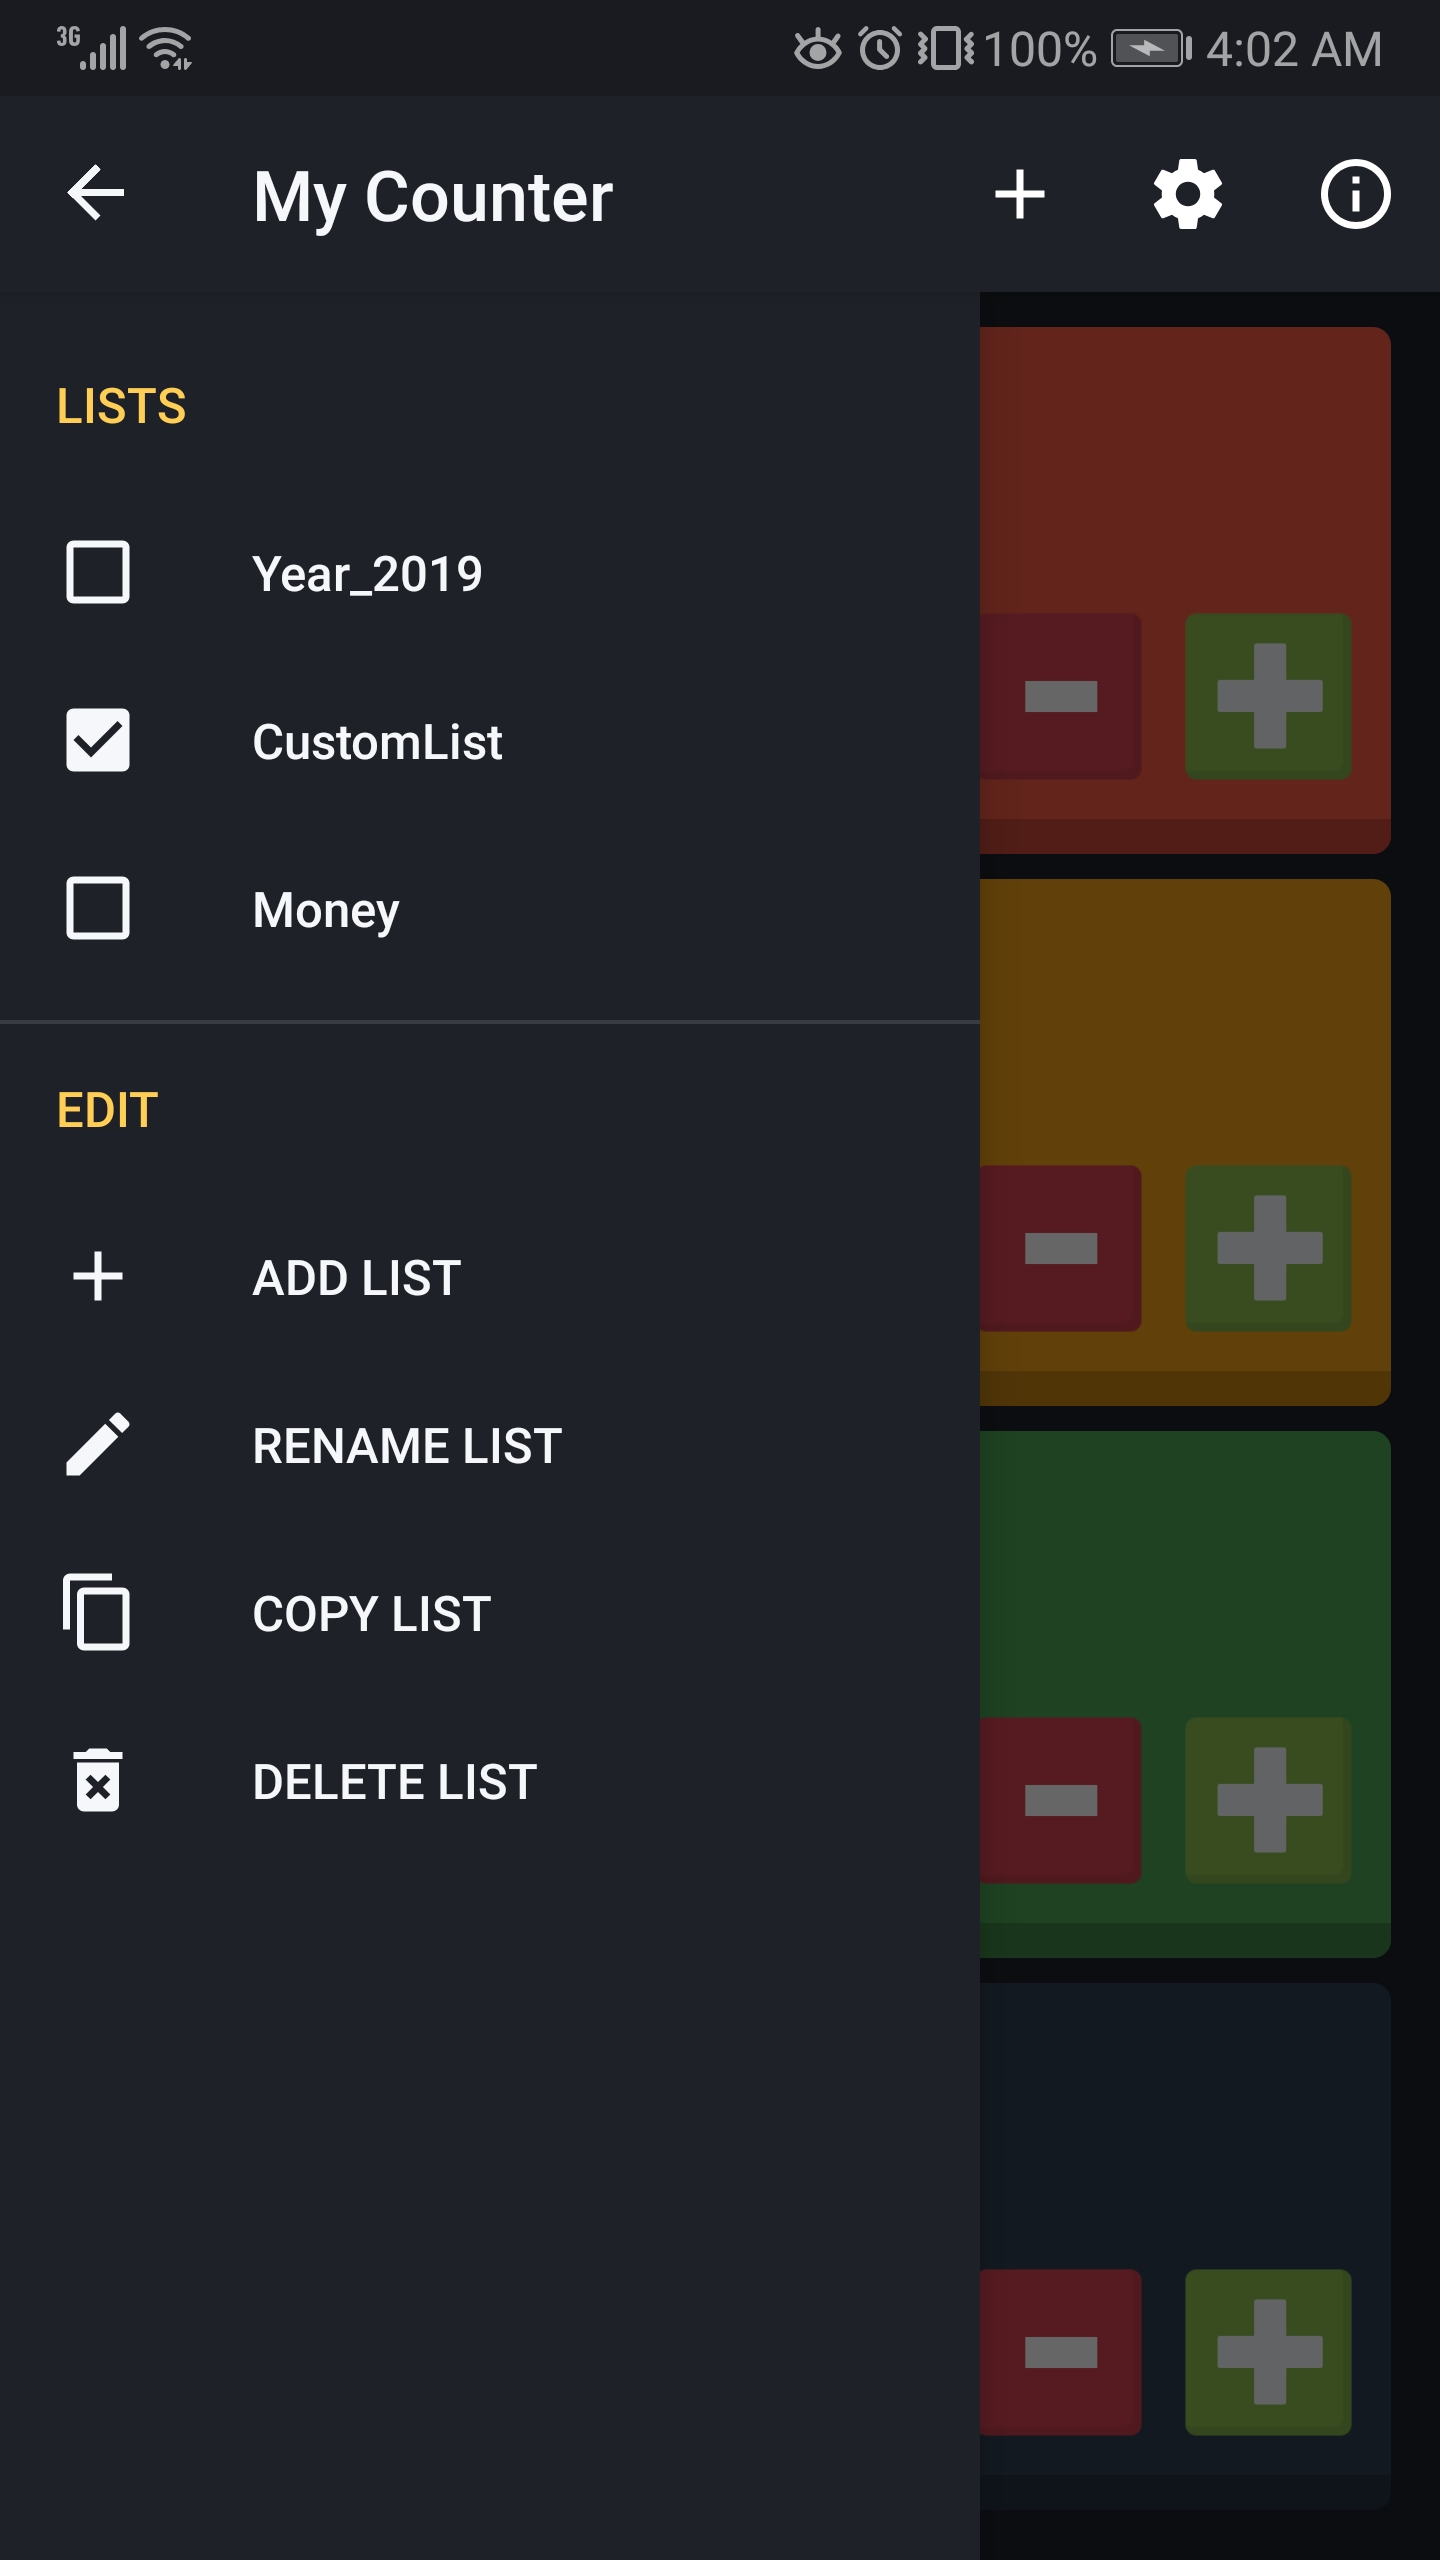 3G 100% 4:02 AM
My Counter
LISTS
Year_2019
CustomList
Money
EDIT
ADD LIST
RENAME LIST
COPY LIST
DELETE LIST